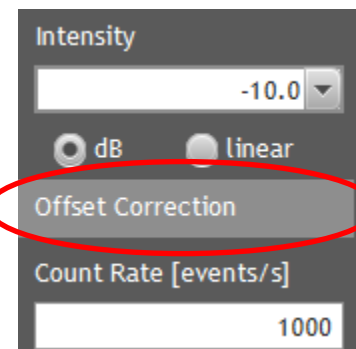 Intensity
-10.0
dB linear
Offset Correction
Count Rate [events/s]
1000